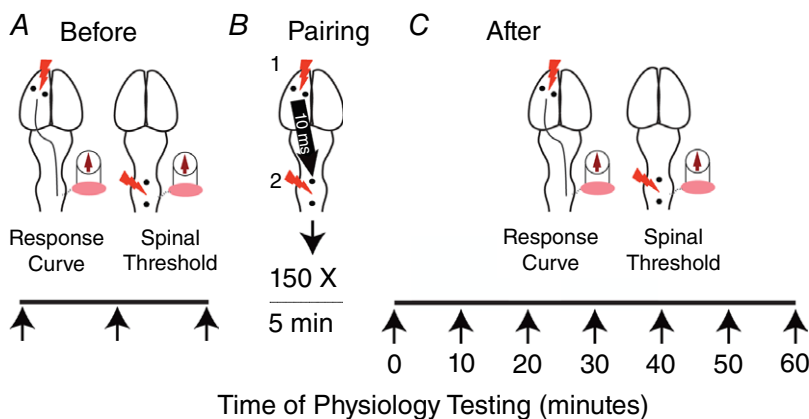 A Before
Response Curve
Spinal Threshold
B Pairing
1
10 ms
2
150 X
5 min
C After
Response Curve
Spinal Threshold
0 10 20 30 40 50 60
Time of Physiology Testing (minutes)